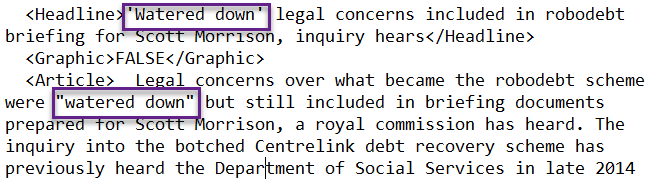 <Headline>'Watered down' legal concerns included in robodebt
briefing for Scott Morrison, inquiry hears</Headline>
<Graphic>FALSE</Graphic>
<Article>  Legal concerns over what became the robodebt scheme
were "watered down" but still included in briefing documents
prepared for Scott Morrison, a royal commission has heard. The
inquiry into the botched Centrelink debt recovery scheme has
previously heard the Department of Social Services in late 2014